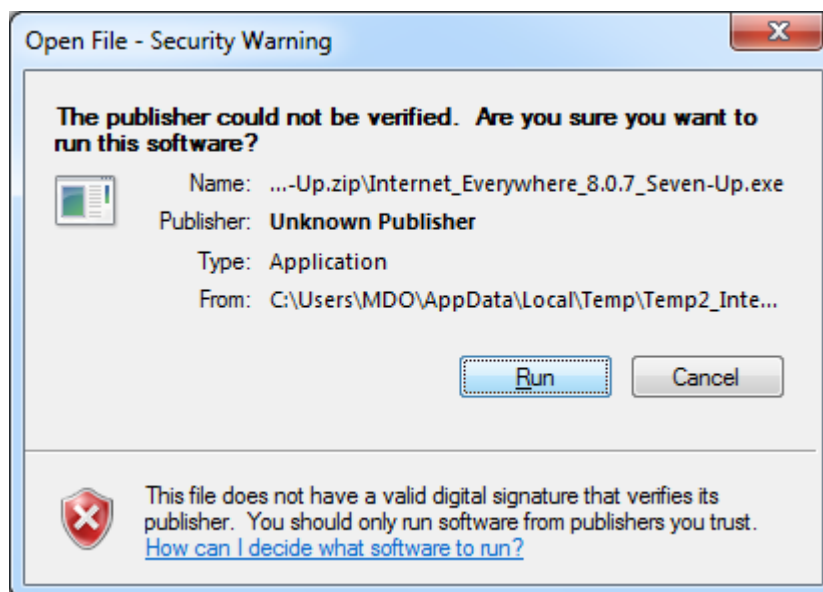 Open File - Security Warning
The publisher could not be verified. Are you sure you want to
run this software?
Name: ...-Up.zip\Internet_Everywhere_8.0.7_Seven-Up.exe
Publisher: Unknown Publisher
Type: Application
From: C:\Users\MDO\AppData\Local\Temp\Temp2_Inte...
Run Cancel
This file does not have a valid digital signature that verifies its
publisher. You should only run software from publishers you trust.
How can I decide what software to run?